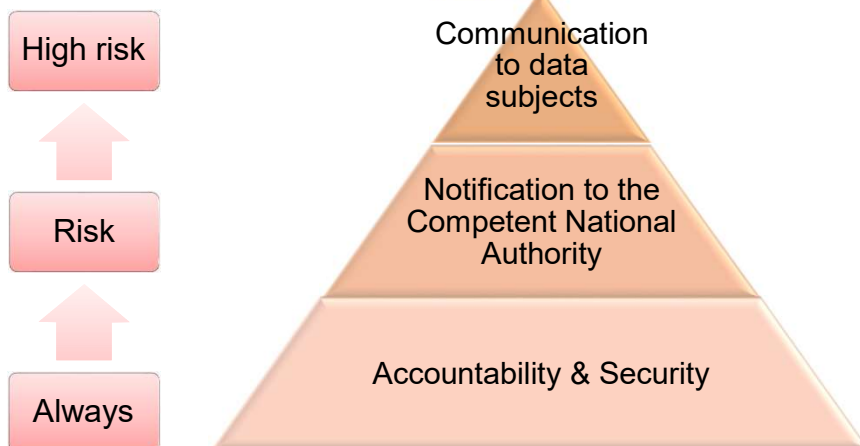 High risk
Communication
to data
subjects
Risk
Notification to the
Competent National
Authority
Always
Accountability & Security